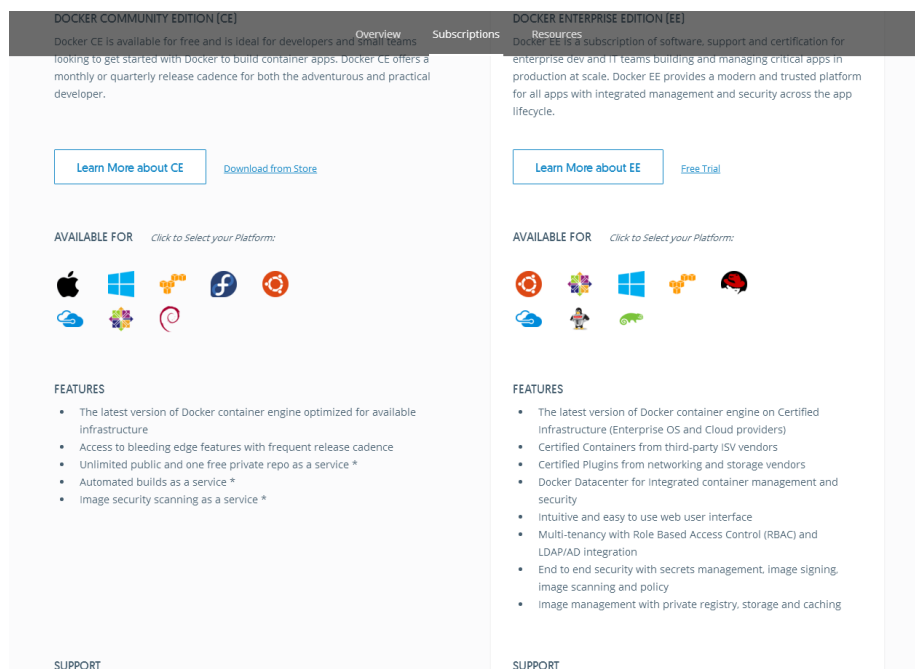 Overview Subscriptions Resources
DOCKER COMMUNITY EDITION (CE)
Docker CE is available for free and is ideal for developers and small teams
looking to get started with Docker to build container apps. Docker CE offers a
monthly or quarterly release cadence for both the adventurous and practical
developer.
Learn More about CE Download from Store
AVAILABLE FOR Click to Select your Platform:
FEATURES
• The latest version of Docker container engine optimized for available
infrastructure
• Access to bleeding edge features with frequent release cadence
• Unlimited public and one free private repo as a service *
• Automated builds as a service *
• Image security scanning as a service *
SUPPORT
DOCKER ENTERPRISE EDITION (EE)
Docker EE is a subscription of software, support and certification for
enterprise dev and IT teams building and managing critical apps in
production at scale. Docker EE provides a modern and trusted platform
for all apps with integrated management and security across the app
lifecycle.
Learn More about EE Free Trial
AVAILABLE FOR Click to Select your Platform:
FEATURES
• The latest version of Docker container engine on Certified
Infrastructure (Enterprise OS and Cloud providers)
• Certified Containers from third-party ISV vendors
• Certified Plugins from networking and storage vendors
• Docker Datacenter for Integrated container management and
security
• Intuitive and easy to use web user interface
• Multi-tenancy with Role Based Access Control (RBAC) and
LDAP/AD integration
• End to end security with secrets management, image signing,
image scanning and policy
• Image management with private registry, storage and caching
SUPPORT